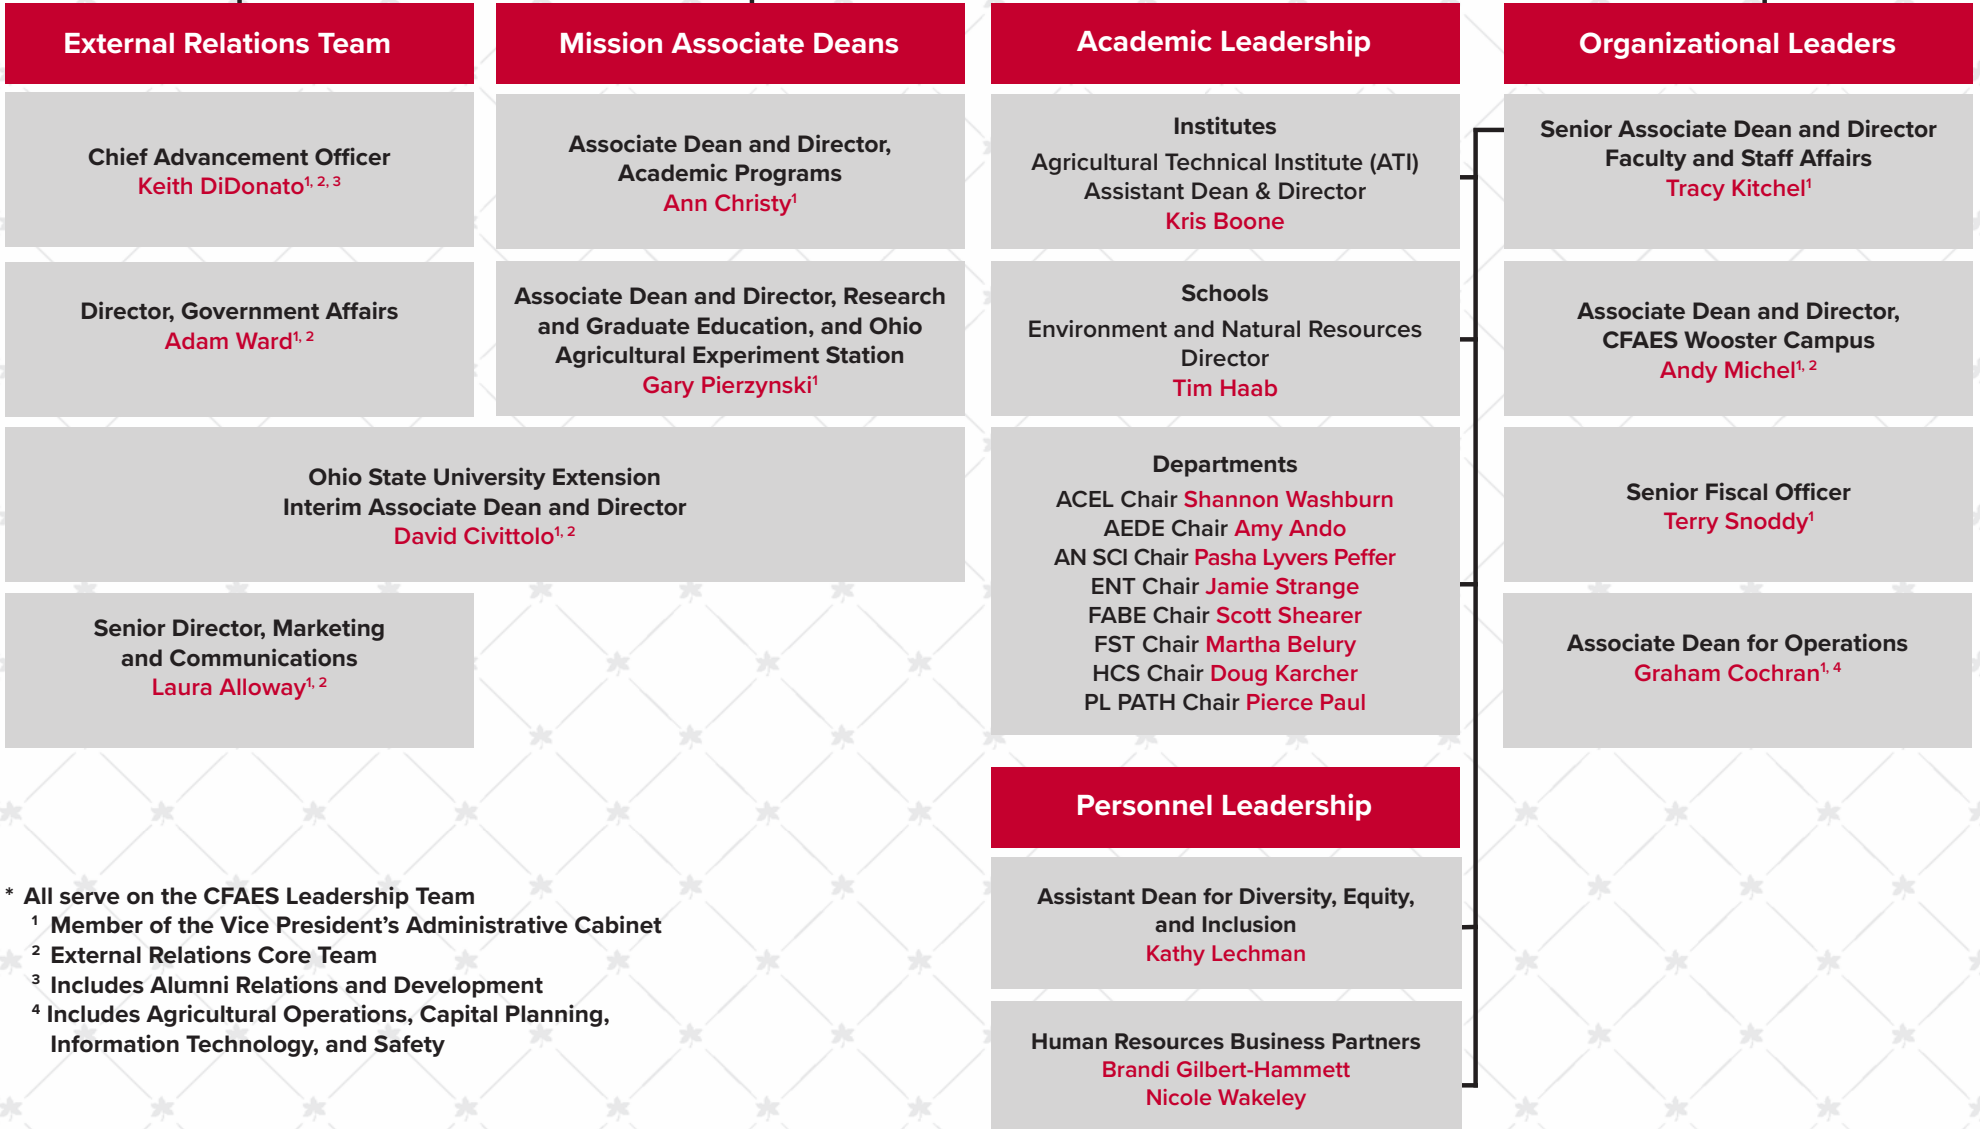 External Relations Team
Chief Advancement Officer
Keith DiDonato¹, ², ³
Director, Government Affairs
Adam Ward¹, ²
Mission Associate Deans
Associate Dean and Director,
Academic Programs
Ann Christy¹
Associate Dean and Director, Research
and Graduate Education, and Ohio
Agricultural Experiment Station
Gary Pierzynski¹
Ohio State University Extension
Interim Associate Dean and Director
David Civittolo¹, ²
Senior Director, Marketing
and Communications
Laura Alloway¹, ²
Academic Leadership
Institutes
Agricultural Technical Institute (ATI)
Assistant Dean & Director
Kris Boone
Schools
Environment and Natural Resources
Director
Tim Haab
Departments
ACEL Chair Shannon Washburn
AEDE Chair Amy Ando
AN SCI Chair Pasha Lyvers Peffer
ENT Chair Jamie Strange
FABE Chair Scott Shearer
FST Chair Martha Belury
HCS Chair Doug Karcher
PL PATH Chair Pierce Paul
Personnel Leadership
Assistant Dean for Diversity, Equity,
and Inclusion
Kathy Lechman
Human Resources Business Partners
Brandi Gilbert-Hammett
Nicole Wakeley
Organizational Leaders
Senior Associate Dean and Director
Faculty and Staff Affairs
Tracy Kitchel¹
Associate Dean and Director,
CFAES Wooster Campus
Andy Michel¹, ²
Senior Fiscal Officer
Terry Snoddy¹
Associate Dean for Operations
Graham Cochran¹, ⁴
* All serve on the CFAES Leadership Team
¹ Member of the Vice President’s Administrative Cabinet
² External Relations Core Team
³ Includes Alumni Relations and Development
⁴ Includes Agricultural Operations, Capital Planning,
Information Technology, and Safety